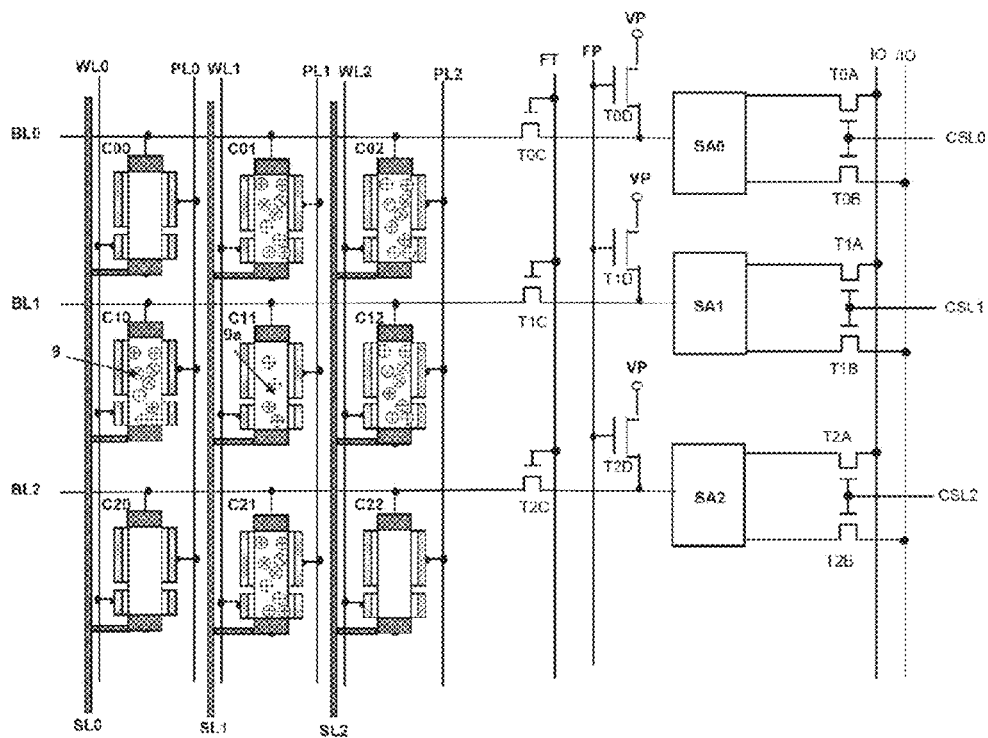 VP
WL0 PL0 WL1 PL1 WL2 PL2 FT FP IO /IO
T0A
BL0 T0D CSL0
C00 C01 C02 T0C SA0
T0B
VP
T1A
BL1 T1D
C10 C11 C12 T1C SA1 CSL1
9 9a
T1B
VP
T2A
BL2 T2D
C20 C21 C22 T2C SA2 CSL2
T2B
SL0 SL1 SL2